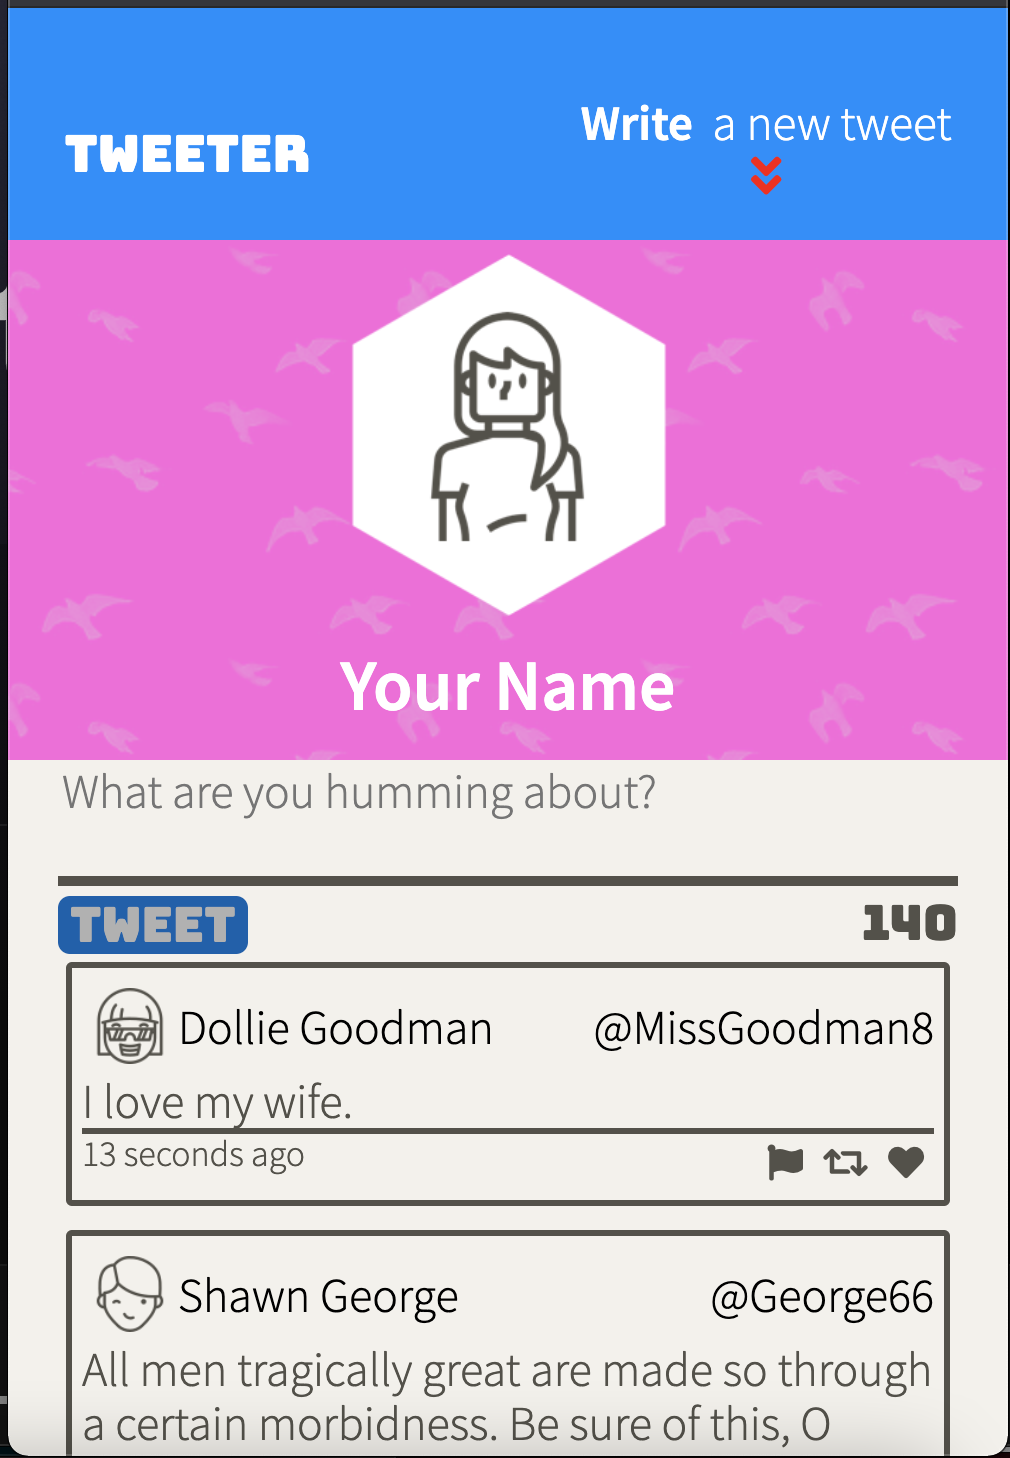 TWEETER
Write a new tweet
Your Name
What are you humming about?
TWEET
140
Dollie Goodman
@MissGoodman8
I love my wife.
13 seconds ago
Shawn George
@George66
All men tragically great are made so through
a certain morbidness. Be sure of this, O